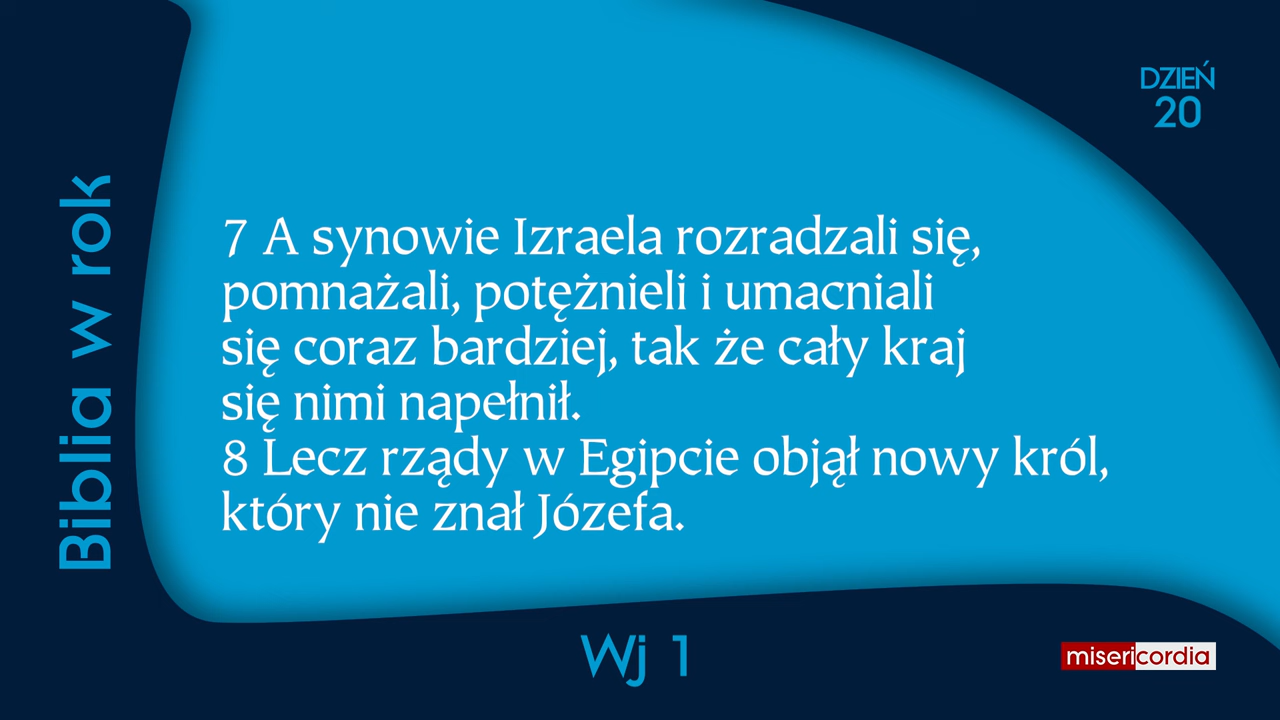 DZIEŃ
20
Biblia w rok
7 A synowie Izraela rozradzali się,
pomnażali, potężnieli i umacniali
się coraz bardziej, tak że cały kraj
się nimi napełnił.
8 Lecz rządy w Egipcie objął nowy król,
który nie znał Józefa.
Wj 1
misericordia